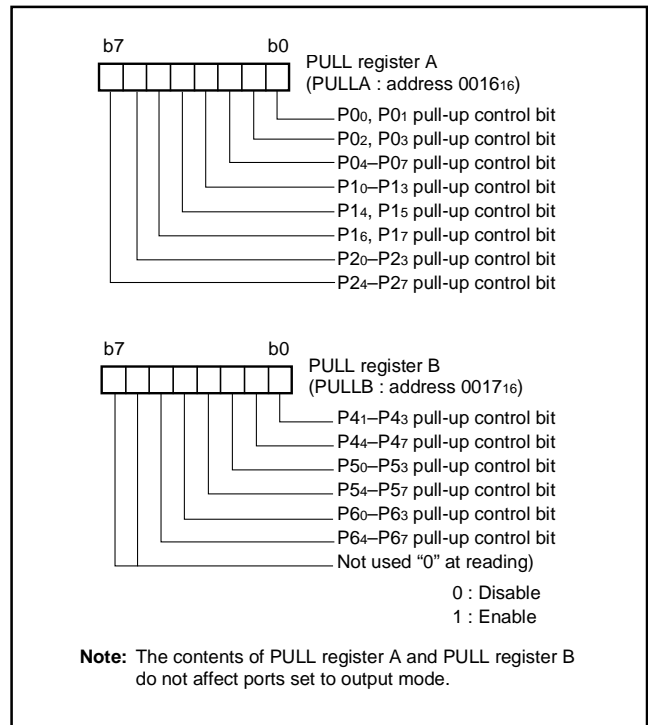 b7 b0
PULL register A
(PULLA : address 001616)
P00, P01 pull-up control bit
P02, P03 pull-up control bit
P04–P07 pull-up control bit
P10–P13 pull-up control bit
P14, P15 pull-up control bit
P16, P17 pull-up control bit
P20–P23 pull-up control bit
P24–P27 pull-up control bit
b7 b0
PULL register B
(PULLB : address 001716)
P41–P43 pull-up control bit
P44–P47 pull-up control bit
P50–P53 pull-up control bit
P54–P57 pull-up control bit
P60–P63 pull-up control bit
P64–P67 pull-up control bit
Not used “0” at reading)
0 : Disable
1 : Enable
Note: The contents of PULL register A and PULL register B
do not affect ports set to output mode.